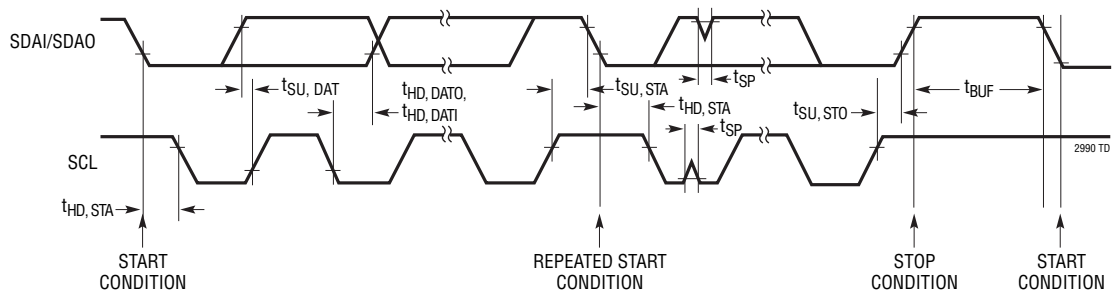 SDAI/SDAO
tSU, DAT
tHD, DATO,
tHD, DATI
tSU, STA
tHD, STA
tSP
tSP
tSU, STO
tBUF
SCL
2990 TD
tHD, STA
START
CONDITION
REPEATED START
CONDITION
STOP
CONDITION
START
CONDITION